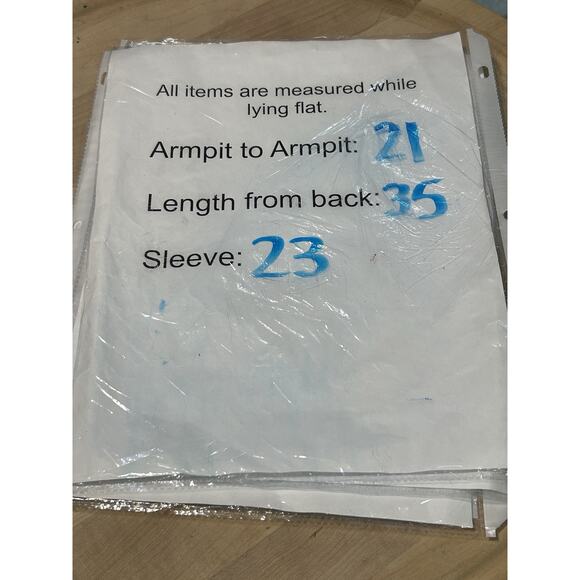 All items are measured while
lying flat.
Armpit to Armpit: 21
Length from back: 35
Sleeve: 23